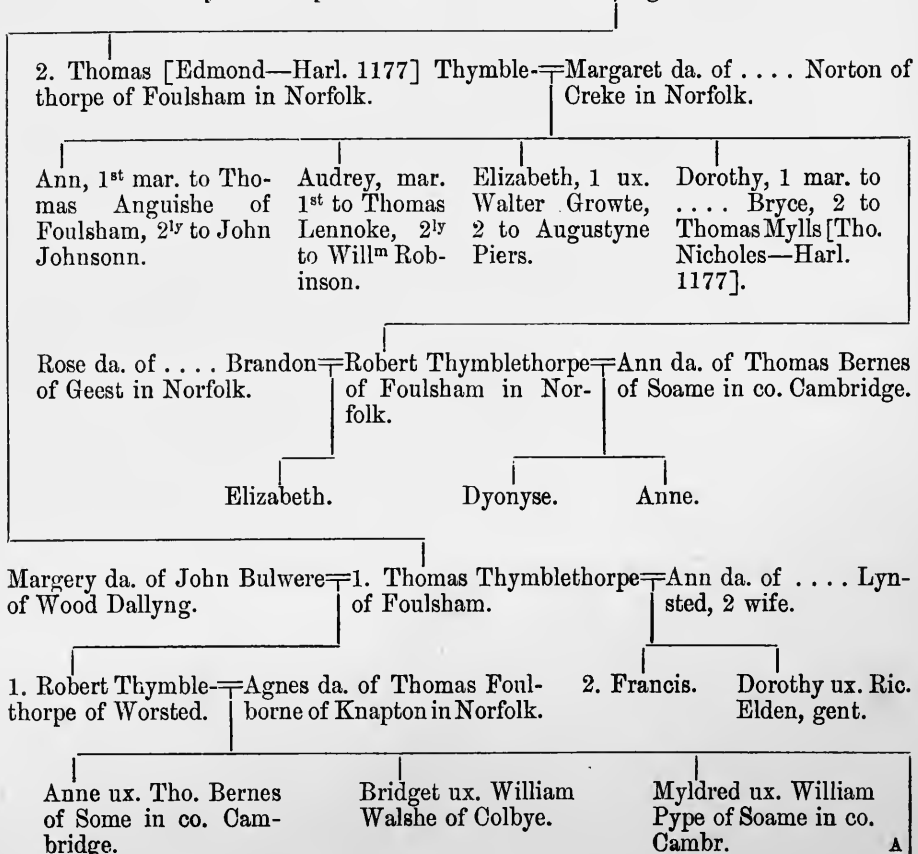 2. Thomas [Edmond—Harl. 1177] Thymble-
thorpe of Foulsham in Norfolk.
Margaret da. of .... Norton of
Creke in Norfolk.
Ann, 1st mar. to Tho-
mas Anguishe of
Foulsham, 2ly to John
Johnsonn.
Audrey, mar.
1st to Thomas
Lennoke, 2ly
to Willm Rob-
inson.
Elizabeth, 1 ux.
Walter Growte,
2 to Augustyne
Piers.
Dorothy, 1 mar. to
.... Bryce, 2 to
Thomas Mylls [Tho.
Nicholes—Harl.
1177].
Rose da. of .... Brandon
of Geest in Norfolk.
Robert Thymblethorpe
of Foulsham in Nor-
folk.
Ann da. of Thomas Bernes
of Soame in co. Cambridge.
Elizabeth.
Dyonyse.
Anne.
Margery da. of John Bulwere
of Wood Dallyng.
1. Thomas Thymblethorpe
of Foulsham.
Ann da. of .... Lyn-
sted, 2 wife.
1. Robert Thymble-
thorpe of Worsted.
Agnes da. of Thomas Foul-
borne of Knapton in Norfolk.
2. Francis.
Dorothy ux. Ric.
Elden, gent.
Anne ux. Tho. Bernes
of Some in co. Cam-
bridge.
Bridget ux. William
Walshe of Colbye.
Myldred ux. William
Pype of Soame in co.
Cambr.
A